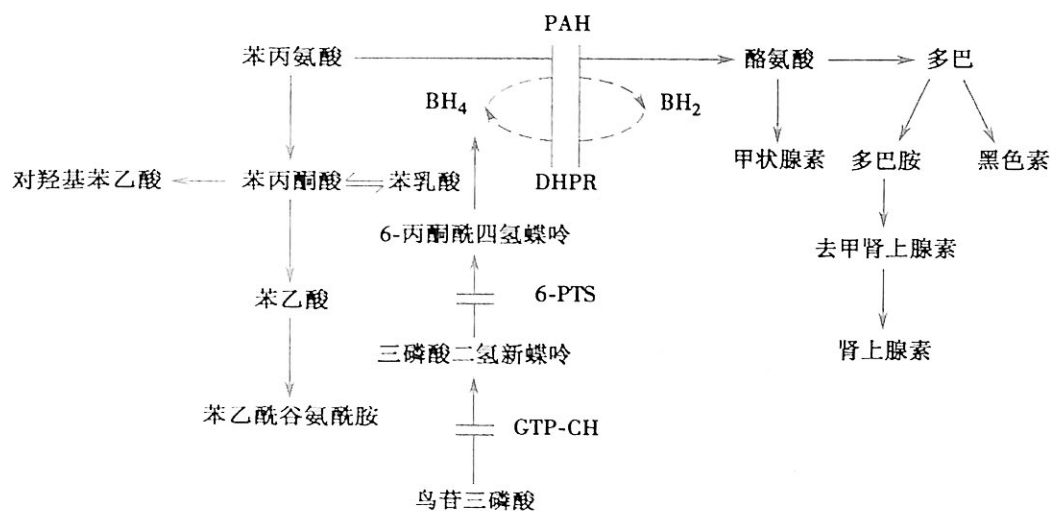 PAH
苯丙氨酸
酪氨酸
多巴
BH₄
BH₂
甲状腺素
多巴胺
黑色素
对羟基苯乙酸
苯丙酮酸
苯乳酸
DHPR
6-丙酮酰四氢蝶呤
去甲肾上腺素
苯乙酸
6-PTS
三磷酸二氢新蝶呤
肾上腺素
苯乙酰谷氨酰胺
GTP-CH
鸟苷三磷酸